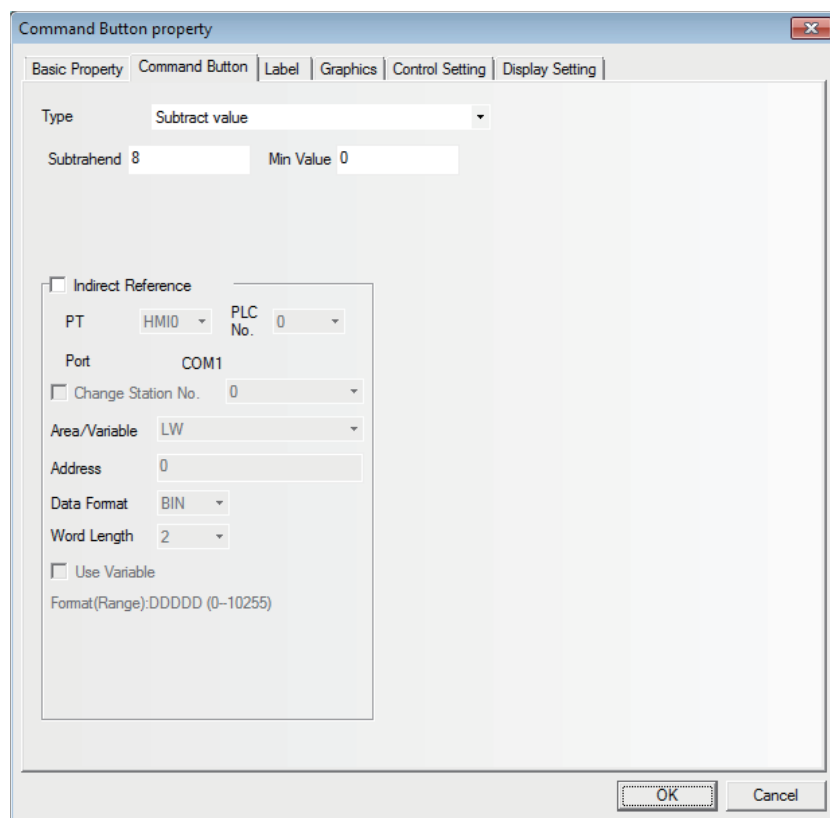 Command Button property
Basic Property Command Button Label Graphics Control Setting Display Setting
Type Subtract value
Subtrahend 8 Min Value 0
Indirect Reference
PT HMI0 PLC No. 0
Port COM1
Change Station No. 0
Area/Variable LW
Address 0
Data Format BIN
Word Length 2
Use Variable
Format(Range):DDDDD (0--10255)
OK Cancel